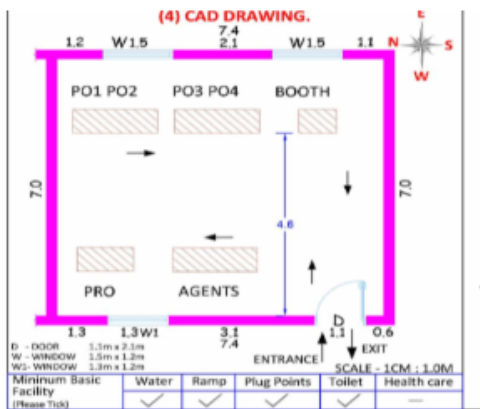 (4) CAD DRAWING.
E
N S
W
7.4
1.2 W1.5 2.1 W1.5 1.1
PO1 PO2 PO3 PO4 BOOTH
7.0 7.0
4.6
PRO AGENTS
D
1.3 1.3W1 3.1 1.1 0.6
7.4
D - DOOR 1.1m x 2.1m
W - WINDOW 1.5m x 1.2m
W1- WINDOW 1.3m x 1.2m
ENTRANCE EXIT
SCALE - 1CM : 1.0M
Mininum Basic Facility (Please Tick) Water Ramp Plug Points Toilet Health care